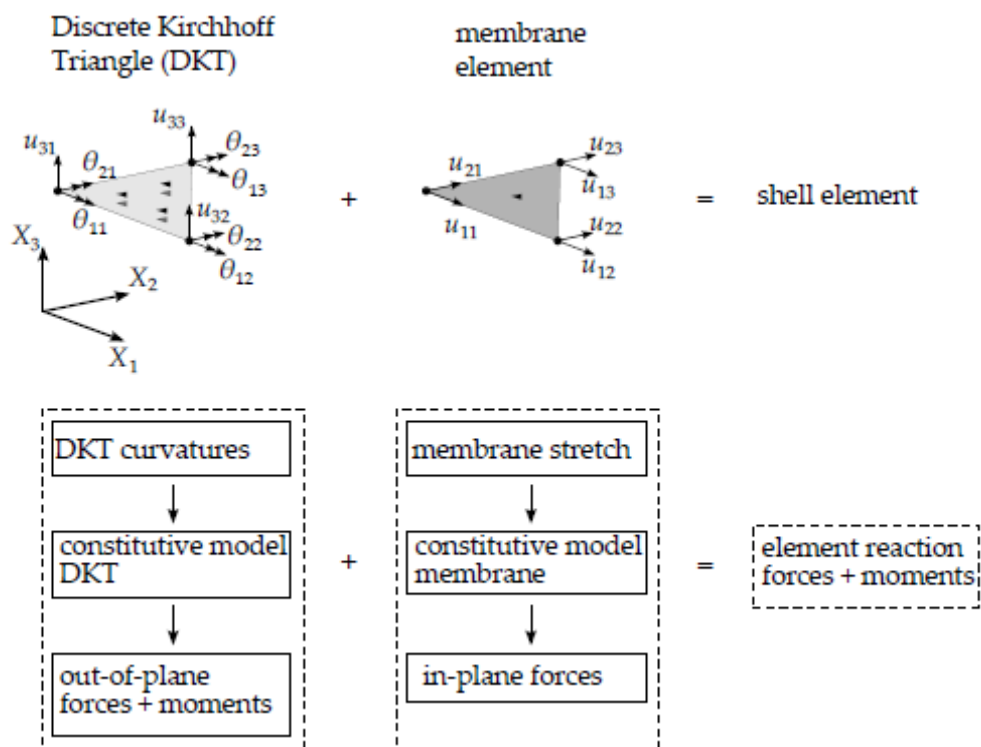 Discrete Kirchhoff
Triangle (DKT)
membrane
element
u33
u31
θ23
θ21
θ13
u32
θ11
θ22
θ12
X3
X2
X1
+
u23
u21
u13
u11
u22
u12
=
shell element
DKT curvatures
constitutive model
DKT
out-of-plane
forces + moments
+
membrane stretch
constitutive model
membrane
in-plane forces
=
element reaction
forces + moments